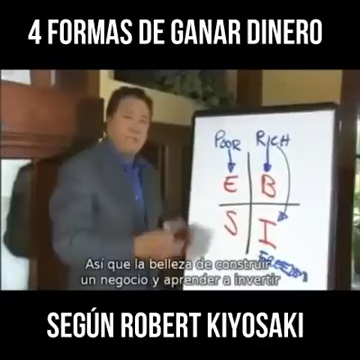 4 FORMAS DE GANAR DINERO
POOR RICH
E B
S I
FREEDOM
Así que la belleza de construir
un negocio y aprender a invertir
SEGÚN ROBERT KIYOSAKI